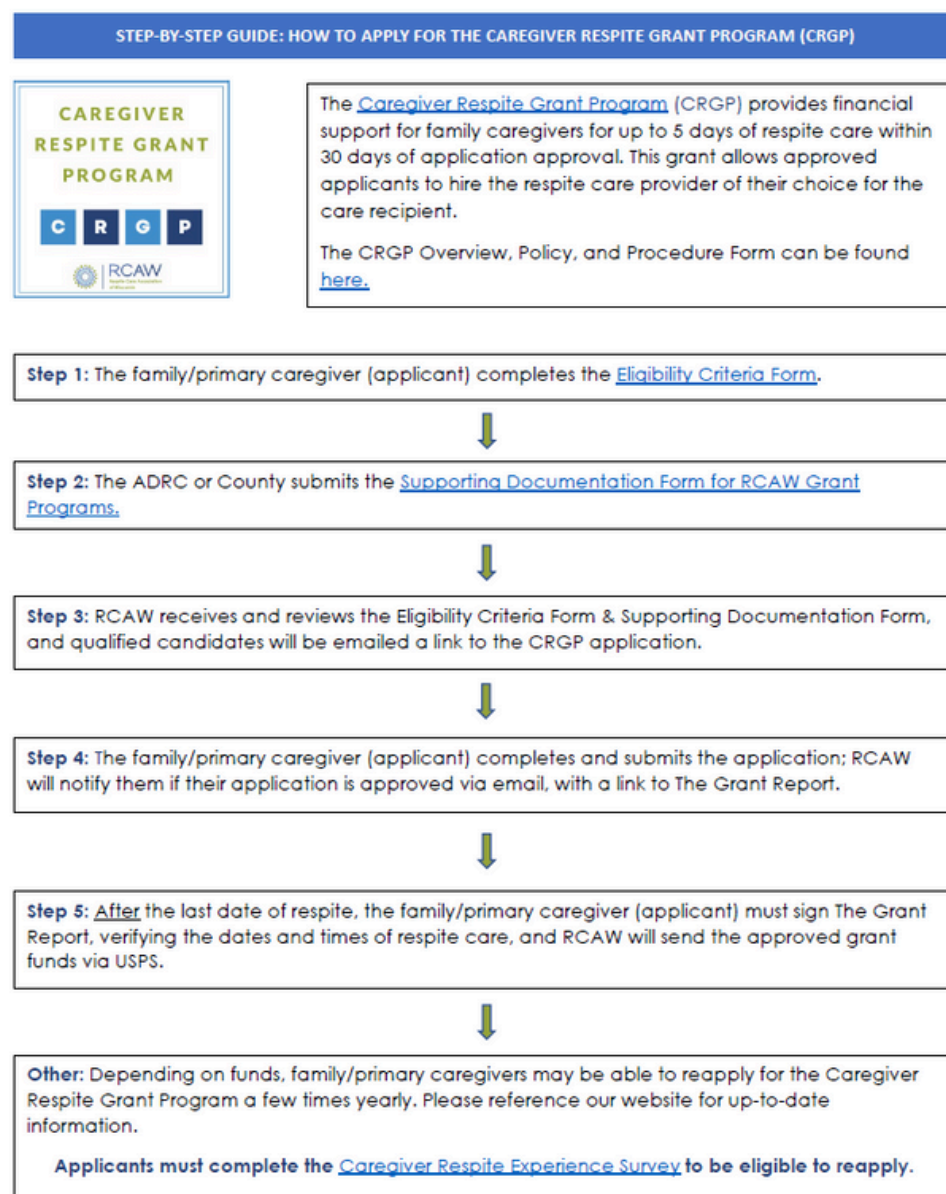 STEP-BY-STEP GUIDE: HOW TO APPLY FOR THE CAREGIVER RESPITE GRANT PROGRAM (CRGP)
CAREGIVER
RESPITE GRANT
PROGRAM
C R G P
RCAW
Respite Care Association
of Wisconsin
The Caregiver Respite Grant Program (CRGP) provides financial
support for family caregivers for up to 5 days of respite care within
30 days of application approval. This grant allows approved
applicants to hire the respite care provider of their choice for the
care recipient.
The CRGP Overview, Policy, and Procedure Form can be found
here.
Step 1: The family/primary caregiver (applicant) completes the Eligibility Criteria Form.
Step 2: The ADRC or County submits the Supporting Documentation Form for RCAW Grant
Programs.
Step 3: RCAW receives and reviews the Eligibility Criteria Form & Supporting Documentation Form,
and qualified candidates will be emailed a link to the CRGP application.
Step 4: The family/primary caregiver (applicant) completes and submits the application; RCAW
will notify them if their application is approved via email, with a link to The Grant Report.
Step 5: After the last date of respite, the family/primary caregiver (applicant) must sign The Grant
Report, verifying the dates and times of respite care, and RCAW will send the approved grant
funds via USPS.
Other: Depending on funds, family/primary caregivers may be able to reapply for the Caregiver
Respite Grant Program a few times yearly. Please reference our website for up-to-date
information.
Applicants must complete the Caregiver Respite Experience Survey to be eligible to reapply.